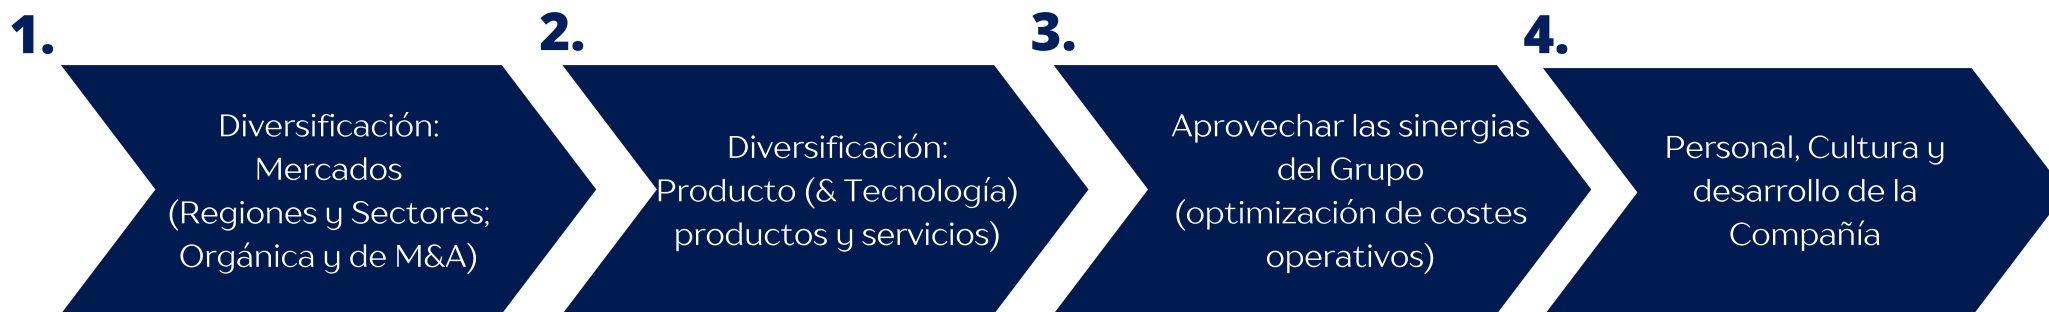 1.
Diversificación:
Mercados
(Regiones y Sectores;
Orgánica y de M&A)
2.
Diversificación:
Producto (& Tecnología)
productos y servicios)
3.
Aprovechar las sinergias
del Grupo
(optimización de costes
operativos)
4.
Personal, Cultura y
desarrollo de la
Compañía